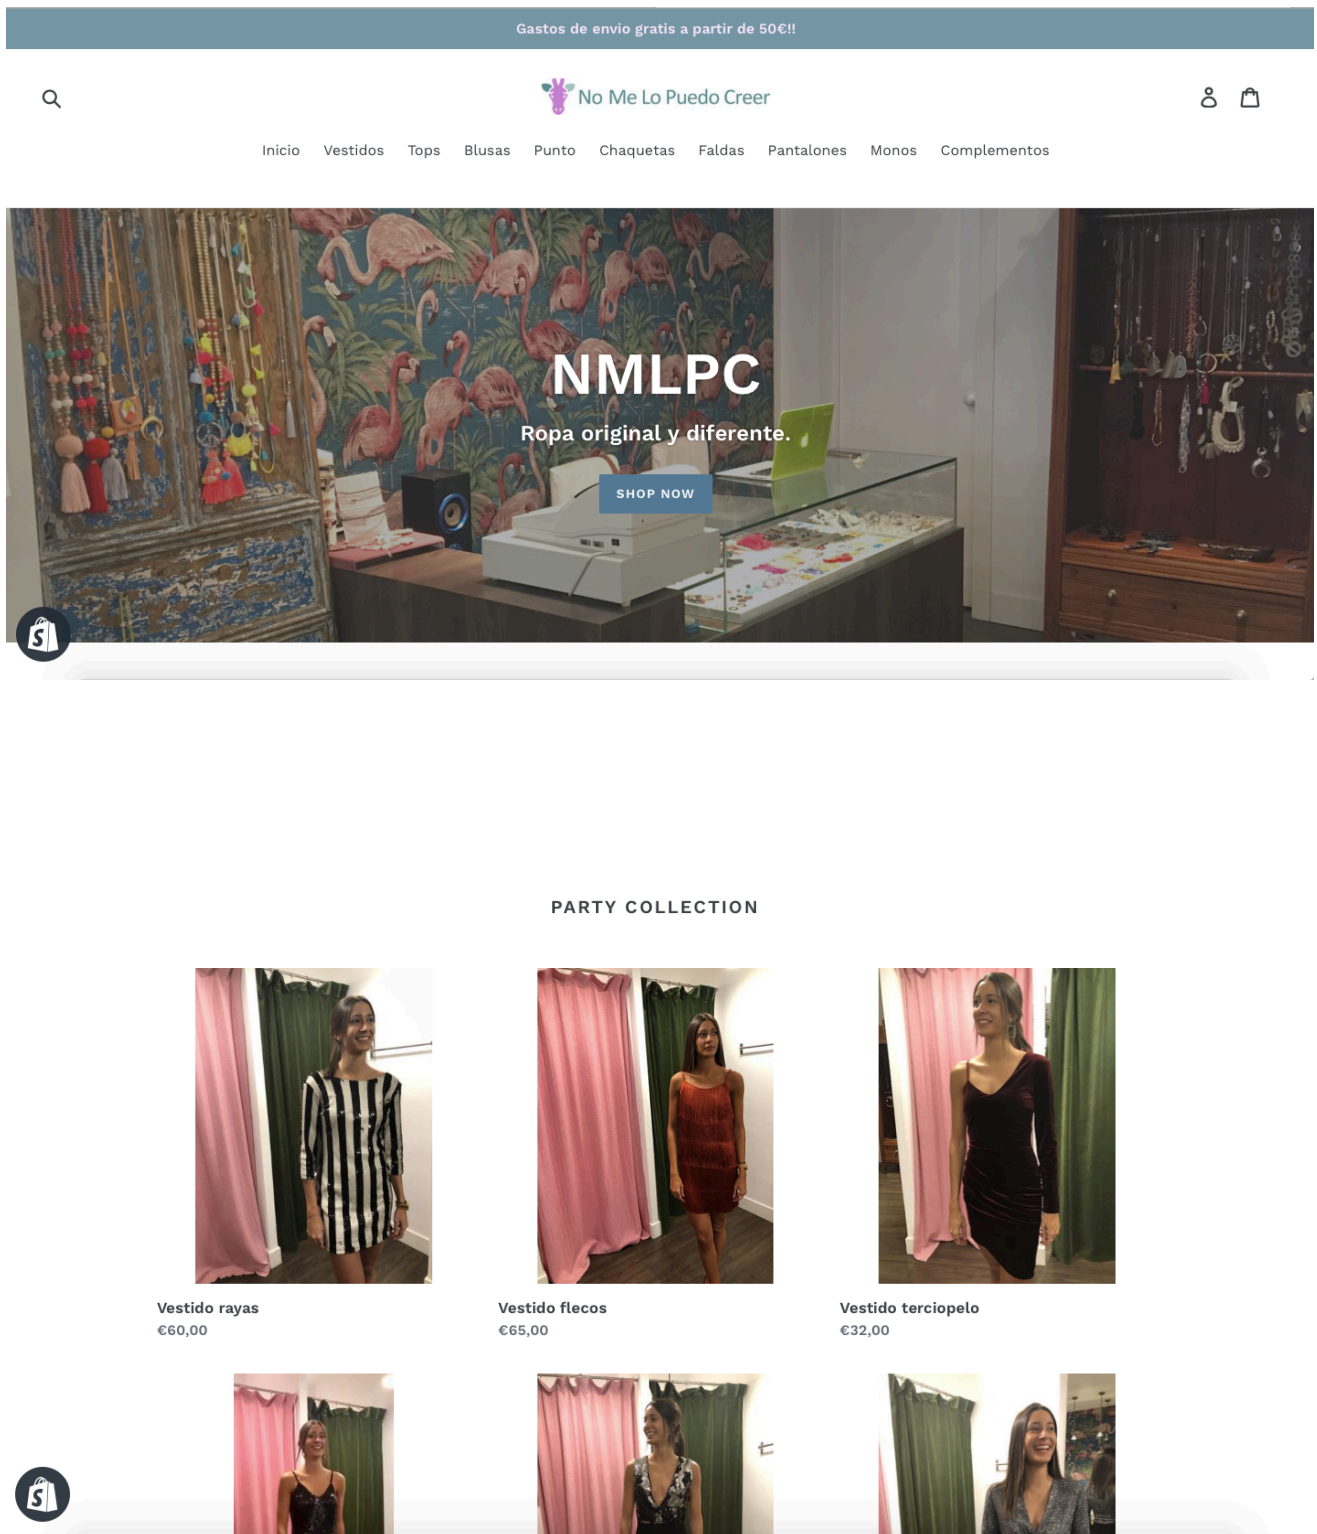 Gastos de envio gratis a partir de 50€!!
No Me Lo Puedo Creer
Inicio Vestidos Tops Blusas Punto Chaquetas Faldas Pantalones Monos Complementos
NMLPC
Ropa original y diferente.
SHOP NOW
PARTY COLLECTION
Vestido rayas
€60,00
Vestido flecos
€65,00
Vestido terciopelo
€32,00